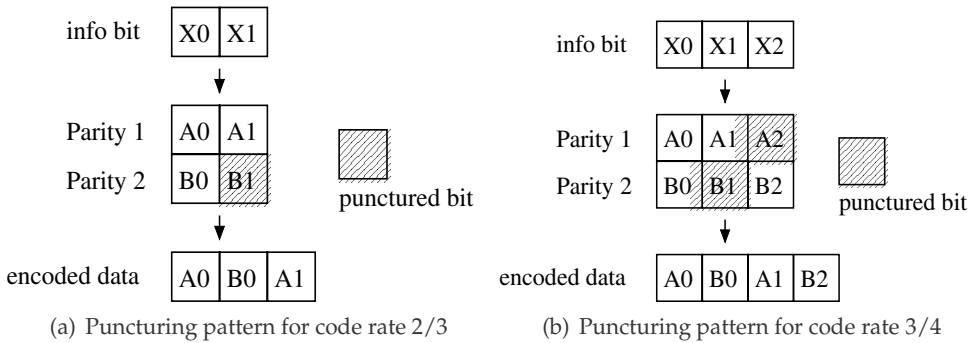 info bit X0 X1
Parity 1 A0 A1
Parity 2 B0 B1
punctured bit
encoded data A0 B0 A1
(a) Puncturing pattern for code rate 2/3
info bit X0 X1 X2
Parity 1 A0 A1 A2
Parity 2 B0 B1 B2
punctured bit
encoded data A0 B0 A1 B2
(b) Puncturing pattern for code rate 3/4